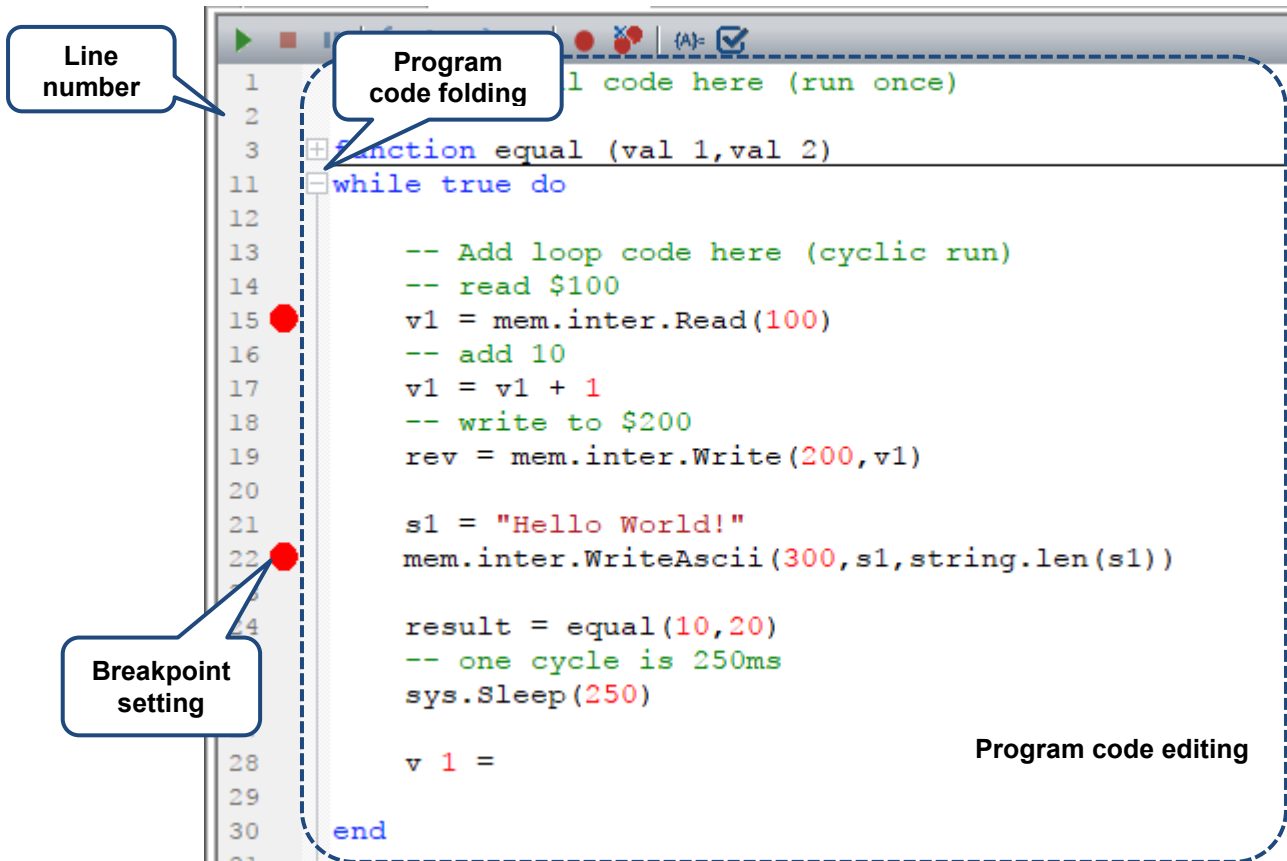 Line number
Program code folding
{A}=
1 l code here (run once)
2
3 function equal (val 1,val 2)
11 while true do
12
13 -- Add loop code here (cyclic run)
14 -- read $100
15 v1 = mem.inter.Read(100)
16 -- add 10
17 v1 = v1 + 1
18 -- write to $200
19 rev = mem.inter.Write(200,v1)
20
21 s1 = "Hello World!"
22 mem.inter.WriteAscii(300,s1,string.len(s1))
24 result = equal(10,20)
-- one cycle is 250ms
sys.Sleep(250)
Breakpoint setting
Program code editing
28 v 1 =
29
30 end